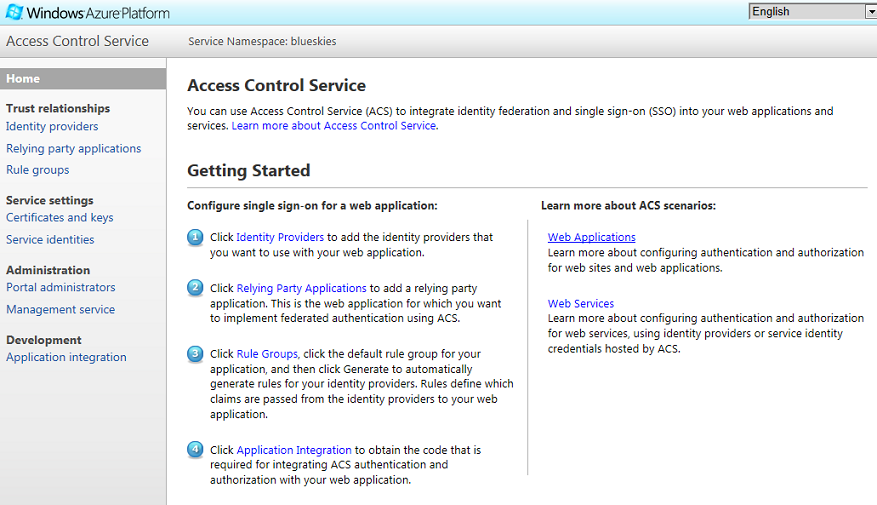 Windows Azure Platform
English
Access Control Service
Service Namespace: blueskies
Home
Trust relationships
Identity providers
Relying party applications
Rule groups
Service settings
Certificates and keys
Service identities
Administration
Portal administrators
Management service
Development
Application integration
Access Control Service
You can use Access Control Service (ACS) to integrate identity federation and single sign-on (SSO) into your web applications and
services. Learn more about Access Control Service.
Getting Started
Configure single sign-on for a web application:
1 Click Identity Providers to add the identity providers that
you want to use with your web application.
2 Click Relying Party Applications to add a relying party
application. This is the web application for which you want
to implement federated authentication using ACS.
3 Click Rule Groups, click the default rule group for your
application, and then click Generate to automatically
generate rules for your identity providers. Rules define which
claims are passed from the identity providers to your web
application.
4 Click Application Integration to obtain the code that is
required for integrating ACS authentication and
authorization with your web application.
Learn more about ACS scenarios:
Web Applications
Learn more about configuring authentication and authorization
for web sites and web applications.
Web Services
Learn more about configuring authentication and authorization
for web services, using identity providers or service identity
credentials hosted by ACS.